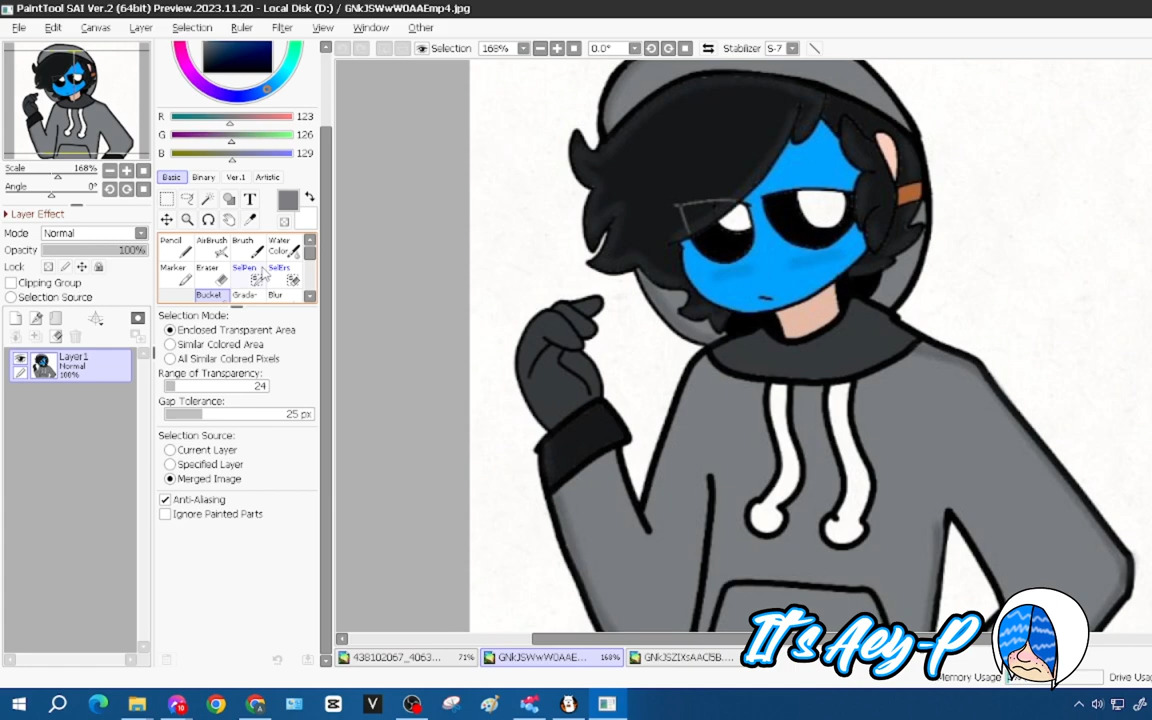 PaintTool SAI Ver.2 (64bit) Preview.2023.11.20 - Local Disk (D:) / GNkJSWwW0AAEmp4.jpg
File Edit Canvas Layer Selection Ruler Filter View Window Other
Selection 168% 0.0° Stabilizer S-7
R 123
G 126
B 129
Scale
168%
Angle
0°
Basic Binary Ver.1 Artistic
Layer Effect
Mode Normal
Opacity 100%
Lock:
Clipping Group
Selection Source
T
Pencil AirBrush Brush Water Color
Marker Eraser SelPen SelErs
Bucket Gradat Blur
Selection Mode:
Enclosed Transparent Area
Similar Colored Area
All Similar Colored Pixels
Range of Transparency:
24
Gap Tolerance:
25 px
Selection Source:
Current Layer
Specified Layer
Merged Image
Anti-Aliasing
Ignore Painted Parts
Layer1
Normal
100%
438102067_4063... 71% GNkJSWwW0AAE... 168% GNkJSZIXsAACl5B...
It's Aey-P
Memory Usage Drive Usa
10
V